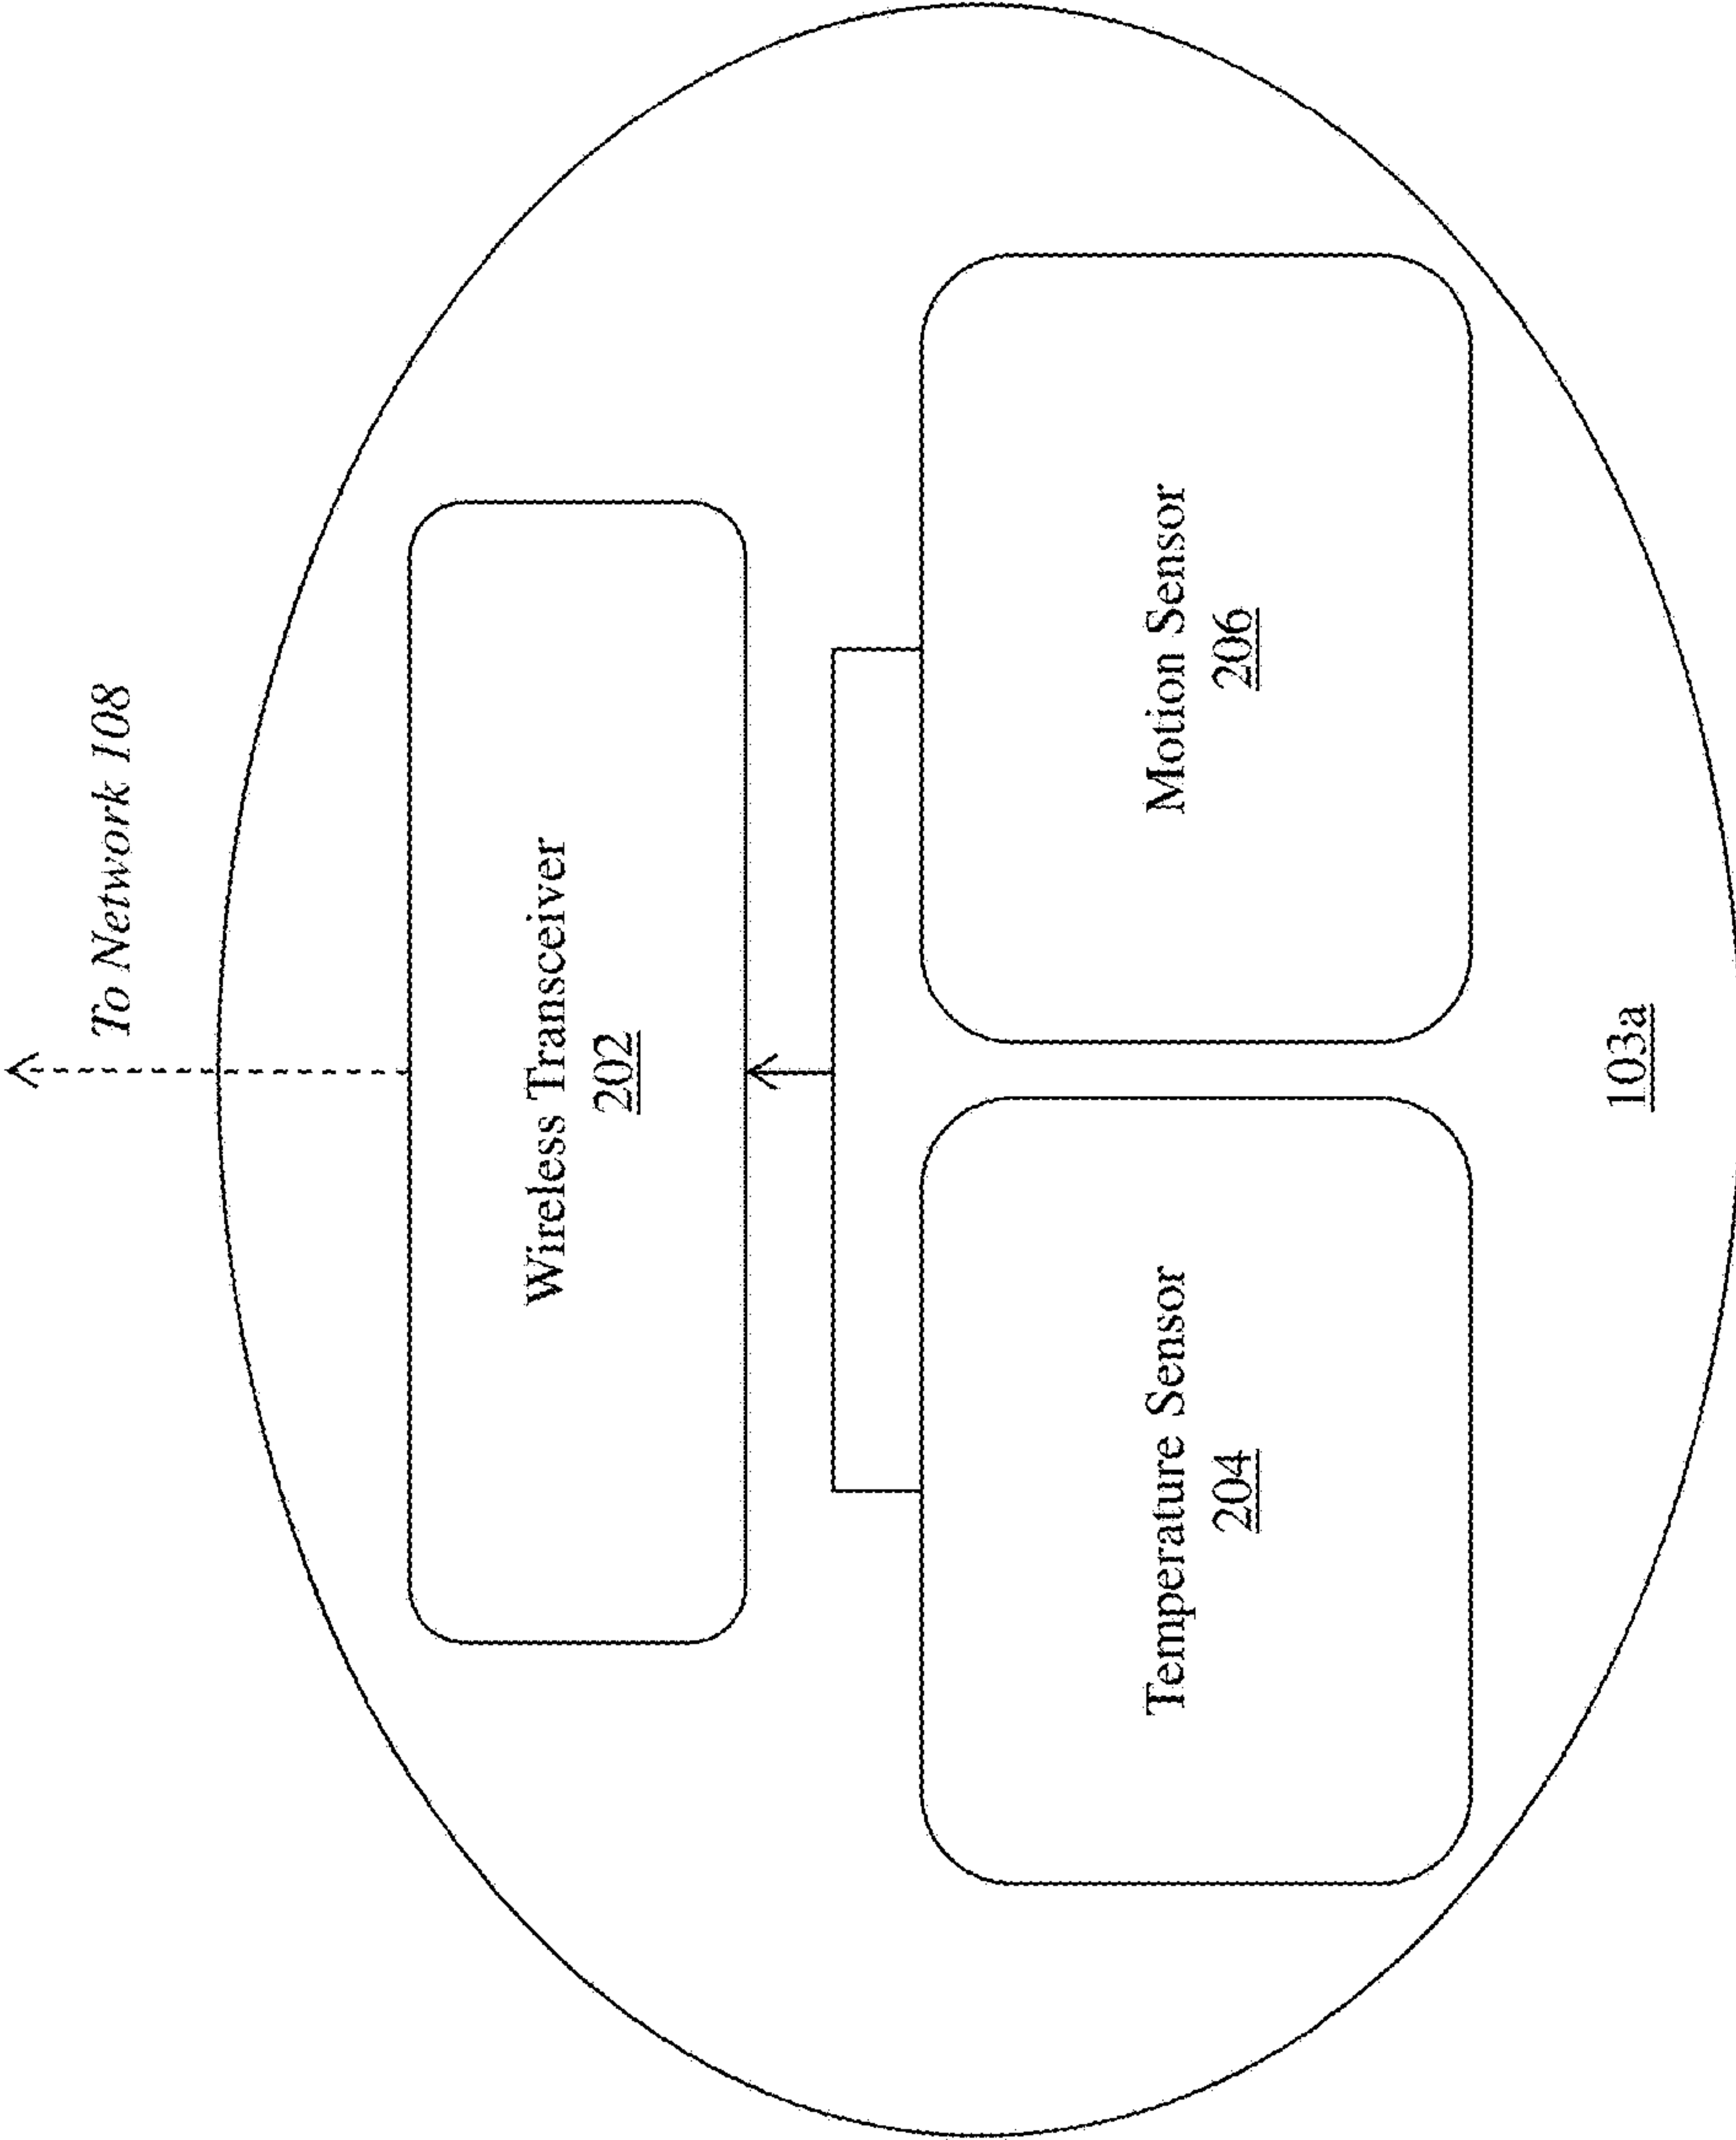 To Network 108
Wireless Transceiver
202
Temperature Sensor
204
Motion Sensor
206
103a